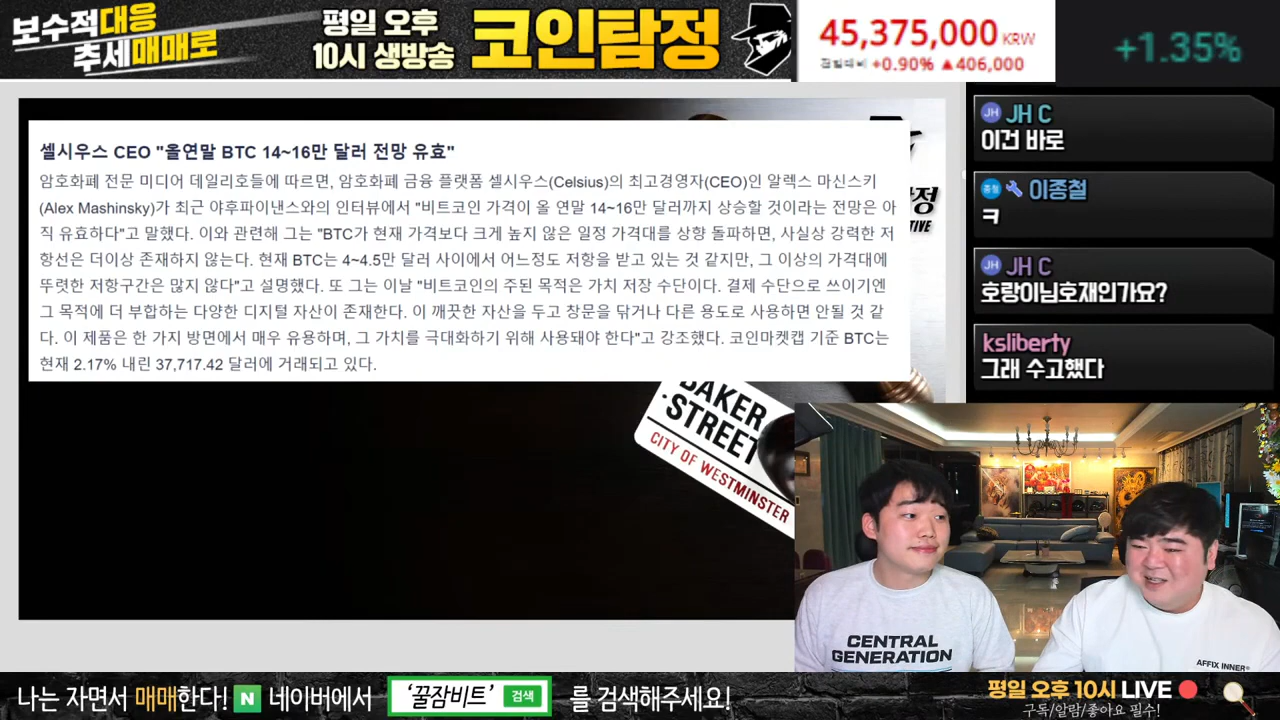 보수적대응
추세매매로
평일 오후
10시 생방송
코인탐정
45,375,000 KRW
전일대비 +0.90% ▲406,000
+1.35%
셀시우스 CEO "올연말 BTC 14~16만 달러 전망 유효"
암호화폐 전문 미디어 데일리호들에 따르면, 암호화폐 금융 플랫폼 셀시우스(Celsius)의 최고경영자(CEO)인 알렉스 마신스키
(Alex Mashinsky)가 최근 야후파이낸스와의 인터뷰에서 "비트코인 가격이 올 연말 14~16만 달러까지 상승할 것이라는 전망은 아
직 유효하다"고 말했다. 이와 관련해 그는 "BTC가 현재 가격보다 크게 높지 않은 일정 가격대를 상향 돌파하면, 사실상 강력한 저
항선은 더이상 존재하지 않는다. 현재 BTC는 4~4.5만 달러 사이에서 어느정도 저항을 받고 있는 것 같지만, 그 이상의 가격대에
뚜렷한 저항구간은 많지 않다"고 설명했다. 또 그는 이날 "비트코인의 주된 목적은 가치 저장 수단이다. 결제 수단으로 쓰이기엔
그 목적에 더 부합하는 다양한 디지털 자산이 존재한다. 이 깨끗한 자산을 두고 창문을 닦거나 다른 용도로 사용하면 안될 것 같
다. 이 제품은 한 가지 방면에서 매우 유용하며, 그 가치를 극대화하기 위해 사용돼야 한다"고 강조했다. 코인마켓캡 기준 BTC는
현재 2.17% 내린 37,717.42 달러에 거래되고 있다.
정
TIVE
BAKER
STREET
CITY OF WESTMINSTER
JH JH C
이건 바로
종철 이종철
ㅋ
JH JH C
호랑이님호재인가요?
ksliberty
그래 수고했다
CENTRAL
GENERATION
AFFIX INNER®
나는 자면서 매매한다! N 네이버에서 '꿀잠비트' 검색 를 검색해주세요!
평일 오후 10시 LIVE
구독/알람/좋아요 필수!